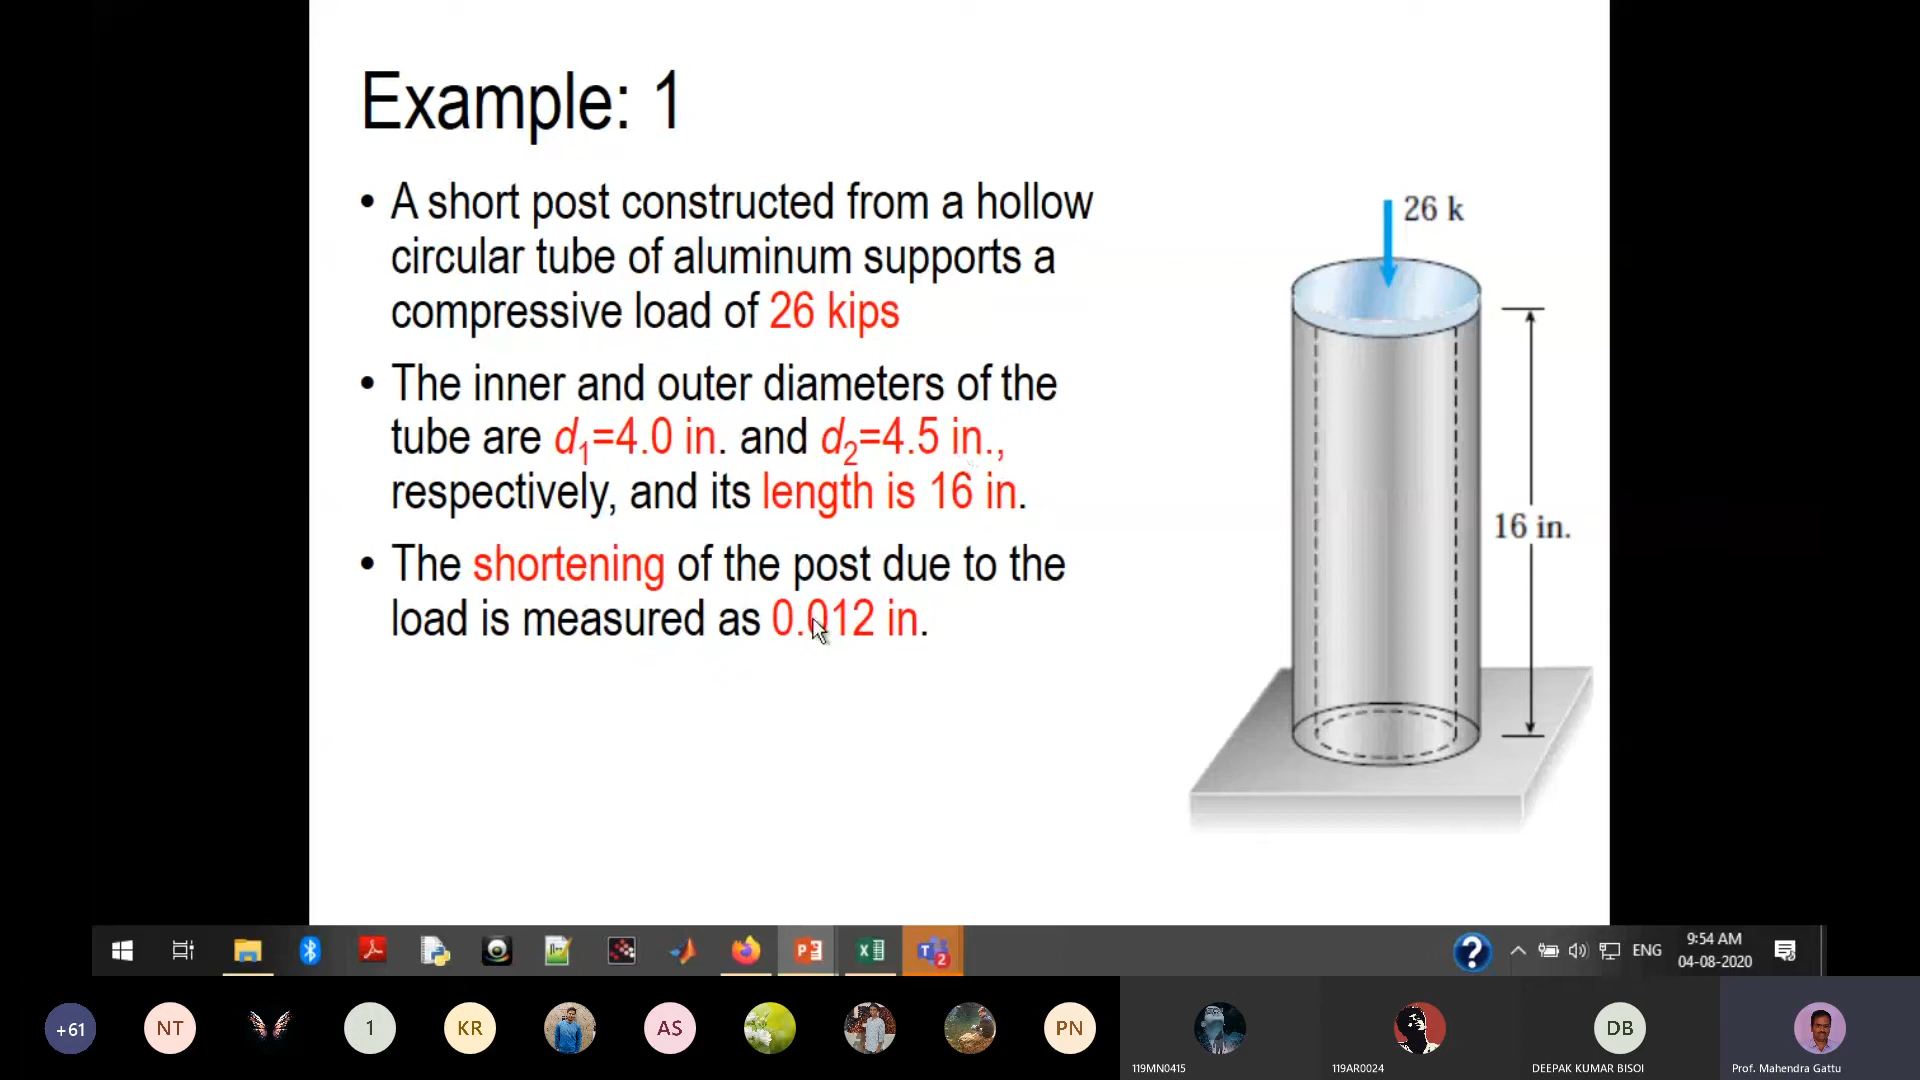 Example: 1
• A short post constructed from a hollow
circular tube of aluminum supports a
compressive load of 26 kips
• The inner and outer diameters of the
tube are d1=4.0 in. and d2=4.5 in.,
respectively, and its length is 16 in.
• The shortening of the post due to the
load is measured as 0.012 in.
26 k
16 in.
ENG
9:54 AM
04-08-2020
+61
NT
1
KR
AS
PN
119MN0415
119AR0024
DB
DEEPAK KUMAR BISOI
Prof. Mahendra Gattu